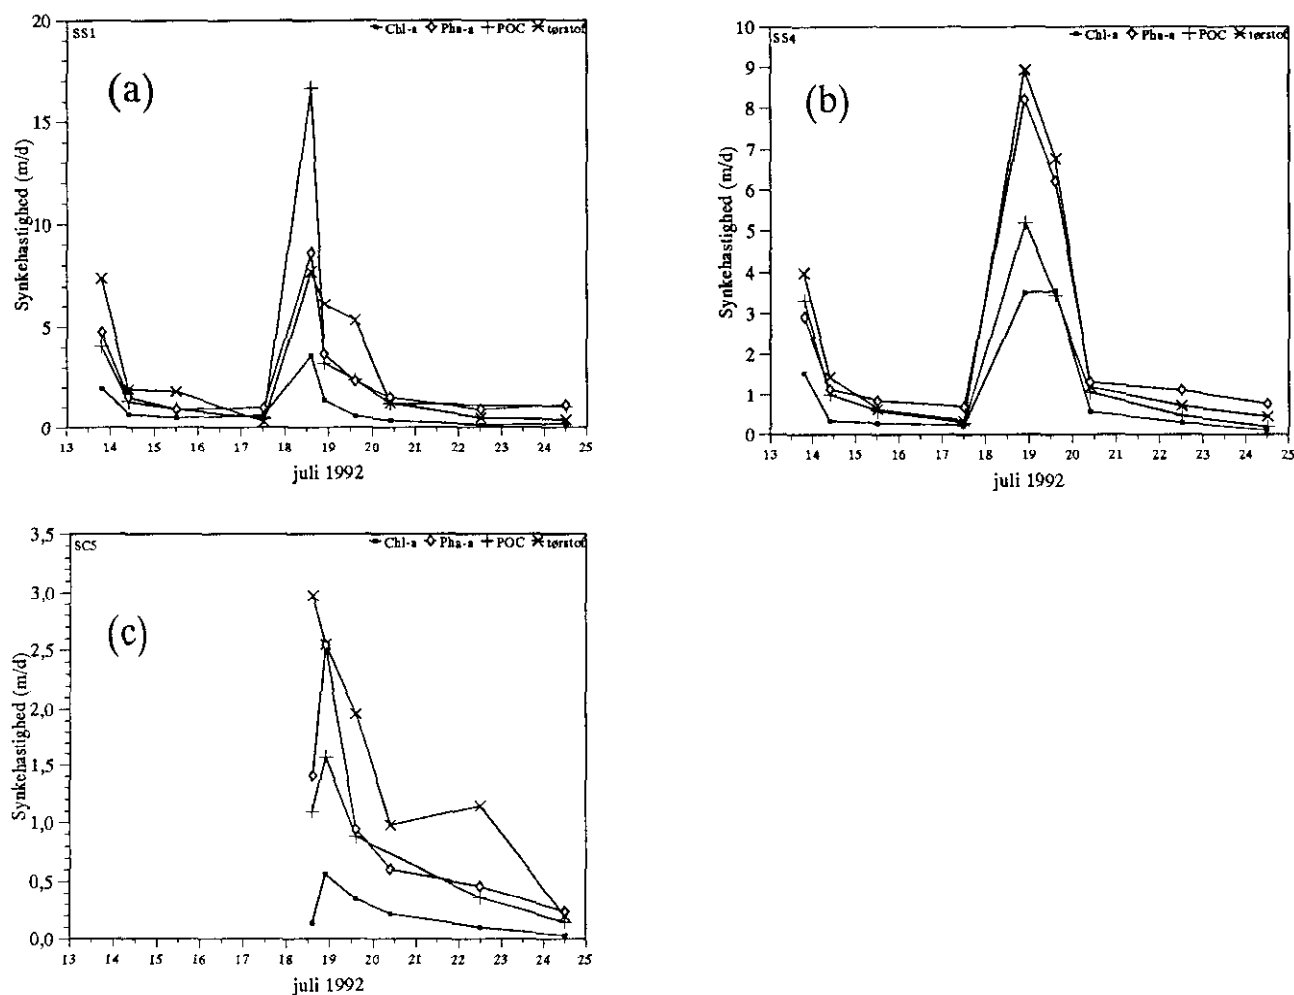 SS1
Chl-a Pha-a POC tørstof
(a)
20
15
10
5
0
Synkehastighed (m/d)
13 14 15 16 17 18 19 20 21 22 23 24 25
juli 1992
SS4
Chl-a Pha-a POC tørstof
(b)
10
9
8
7
6
5
4
3
2
1
0
Synkehastighed (m/d)
13 14 15 16 17 18 19 20 21 22 23 24 25
juli 1992
SC5
Chl-a Pha-a POC tørstof
(c)
3,5
3,0
2,5
2,0
1,5
1,0
0,5
0,0
Synkehastighed (m/d)
13 14 15 16 17 18 19 20 21 22 23 24 25
juli 1992